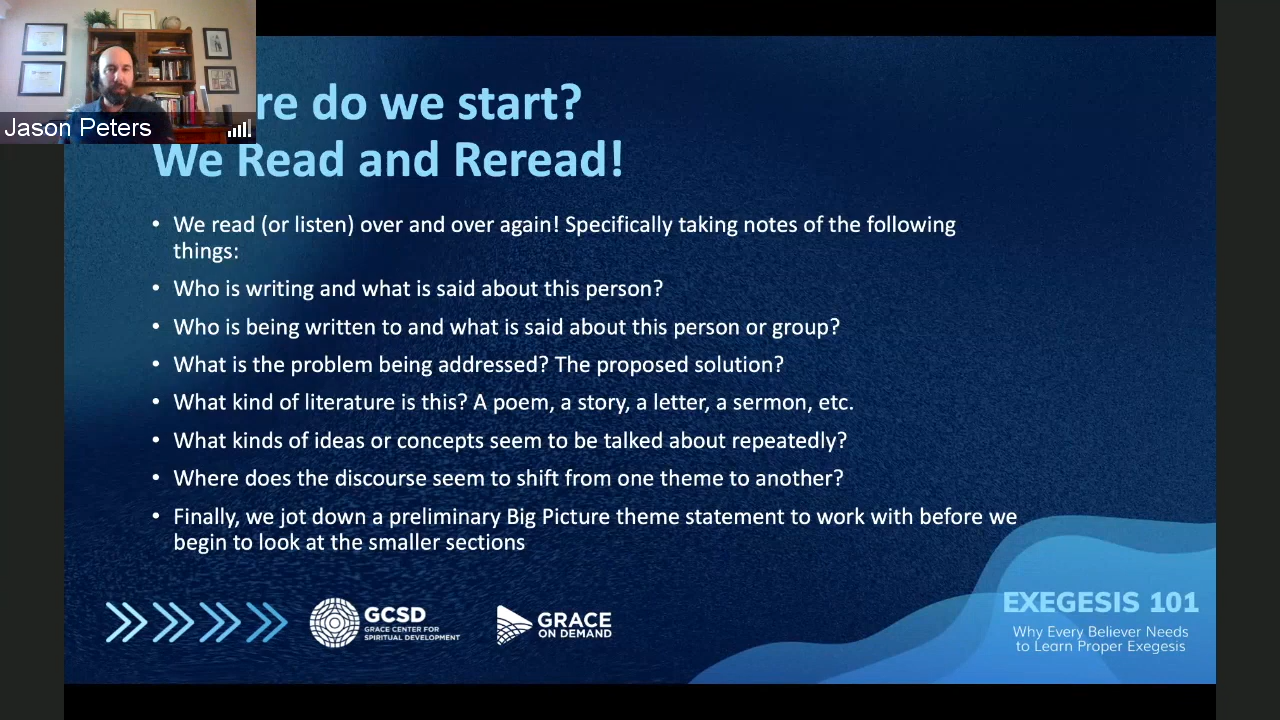 Jason Peters
re do we start?
We Read and Reread!
• We read (or listen) over and over again! Specifically taking notes of the following
things:
• Who is writing and what is said about this person?
• Who is being written to and what is said about this person or group?
• What is the problem being addressed? The proposed solution?
• What kind of literature is this? A poem, a story, a letter, a sermon, etc.
• What kinds of ideas or concepts seem to be talked about repeatedly?
• Where does the discourse seem to shift from one theme to another?
• Finally, we jot down a preliminary Big Picture theme statement to work with before we
begin to look at the smaller sections
GCSD
GRACE CENTER FOR
SPIRITUAL DEVELOPMENT
GRACE
ON DEMAND
EXEGESIS 101
Why Every Believer Needs
to Learn Proper Exegesis